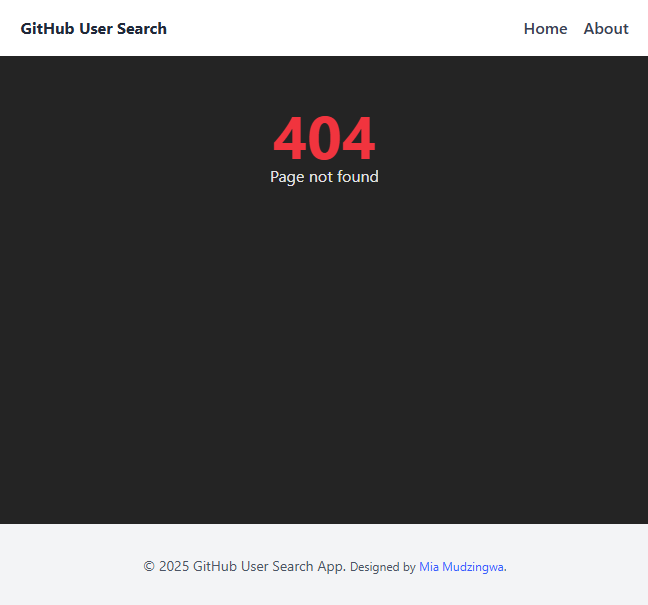 GitHub User Search
Home About
404
Page not found
© 2025 GitHub User Search App. Designed by Mia Mudzingwa.